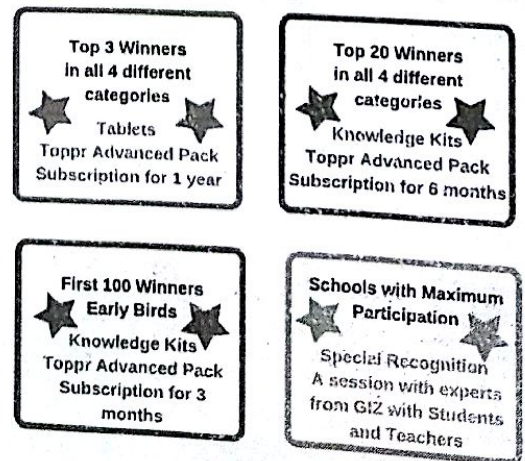 Top 3 Winners
in all 4 different
categories
Tablets
Toppr Advanced Pack
Subscription for 1 year
Top 20 Winners
in all 4 different
categories
Knowledge Kits
Toppr Advanced Pack
Subscription for 6 months
First 100 Winners
Early Birds
Knowledge Kits
Toppr Advanced Pack
Subscription for 3
months
Schools with Maximum
Participation
Special Recognition
A session with experts
from GIZ with Students
and Teachers